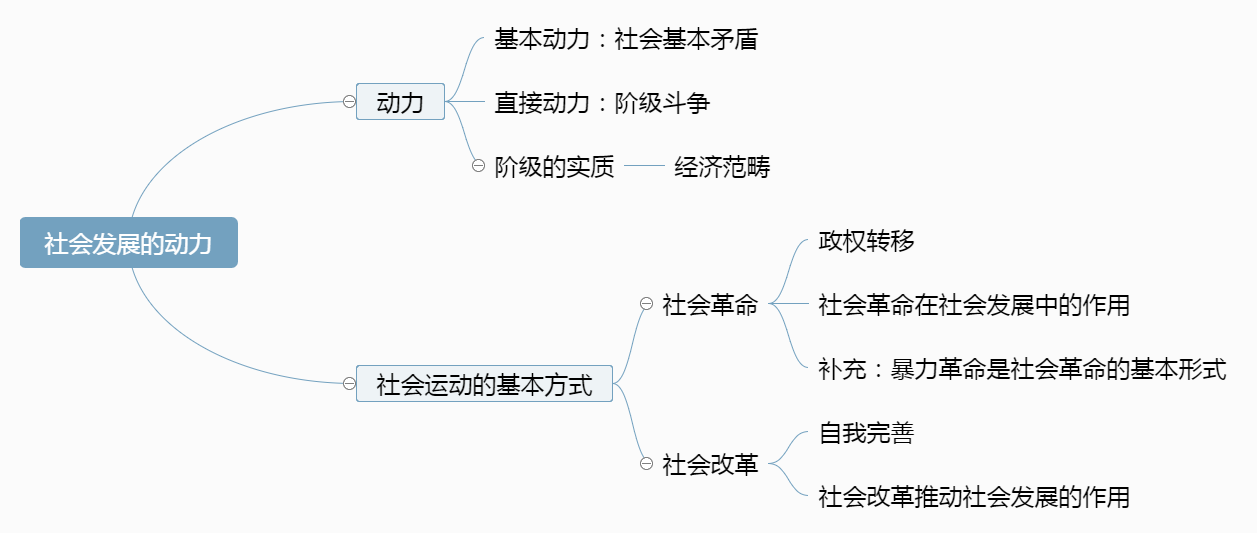 社会发展的动力
动力
基本动力：社会基本矛盾
直接动力：阶级斗争
阶级的实质
经济范畴
社会运动的基本方式
社会革命
政权转移
社会革命在社会发展中的作用
补充：暴力革命是社会革命的基本形式
社会改革
自我完善
社会改革推动社会发展的作用